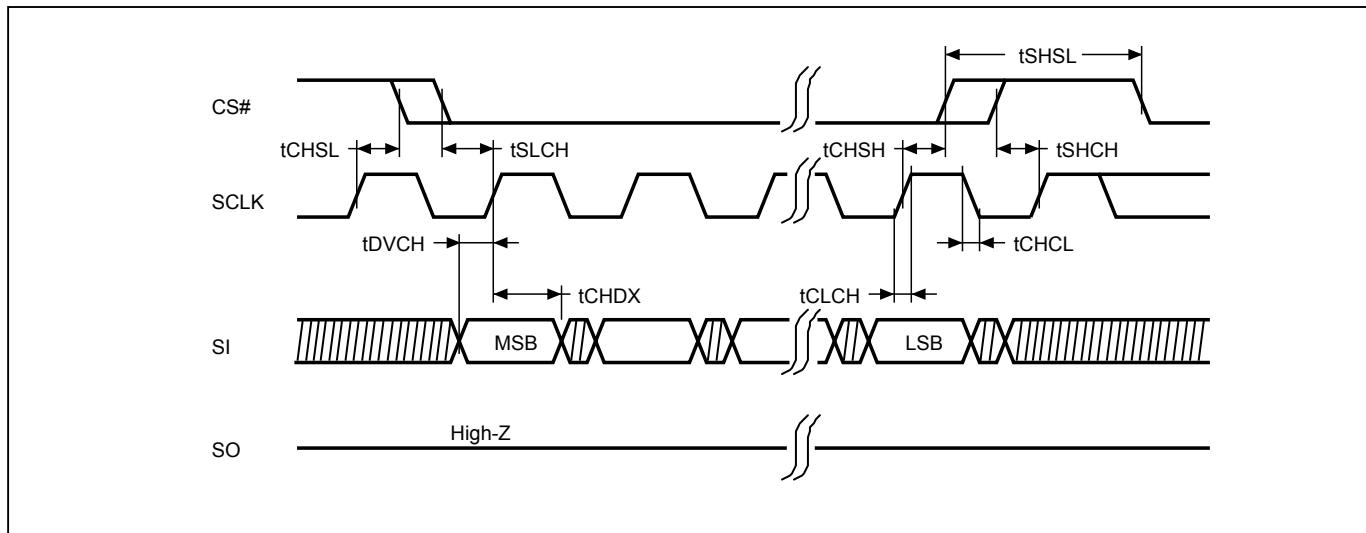 tSHSL
CS#
tCHSL
tSLCH
tCHSH
tSHCH
SCLK
tDVCH
tCHCL
tCHDX
tCLCH
SI
MSB
LSB
High-Z
SO